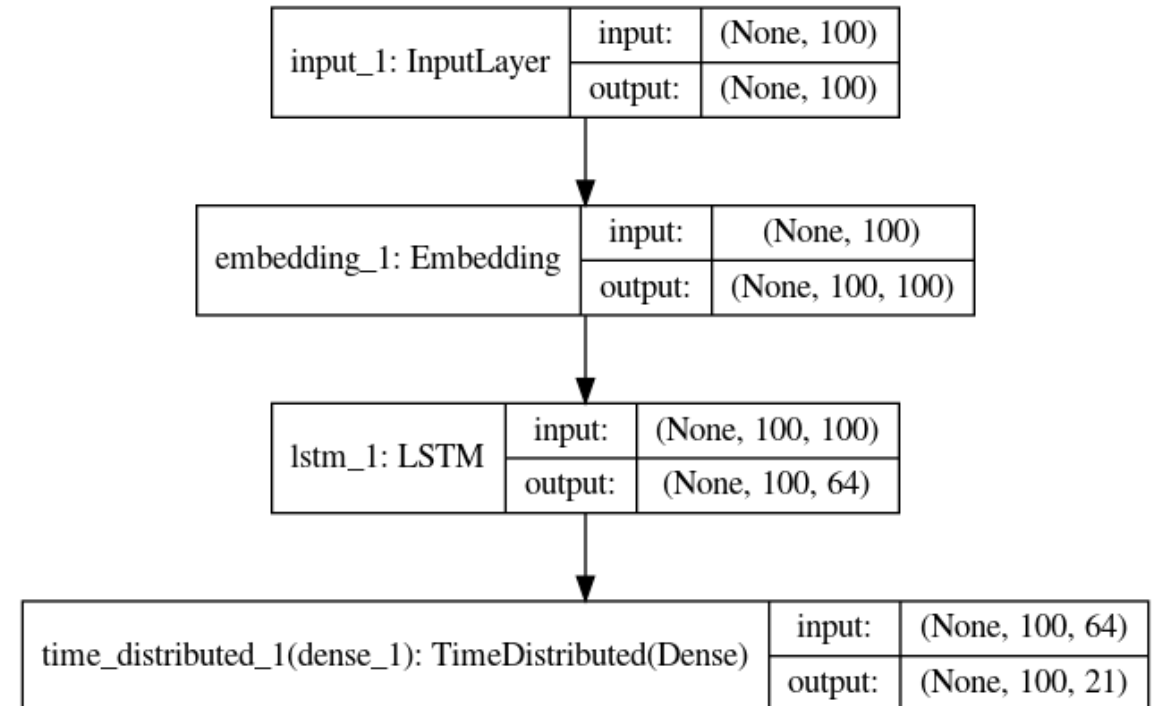 input_1: InputLayer
input: (None, 100)
output: (None, 100)
embedding_1: Embedding
input: (None, 100)
output: (None, 100, 100)
lstm_1: LSTM
input: (None, 100, 100)
output: (None, 100, 64)
time_distributed_1(dense_1): TimeDistributed(Dense)
input: (None, 100, 64)
output: (None, 100, 21)